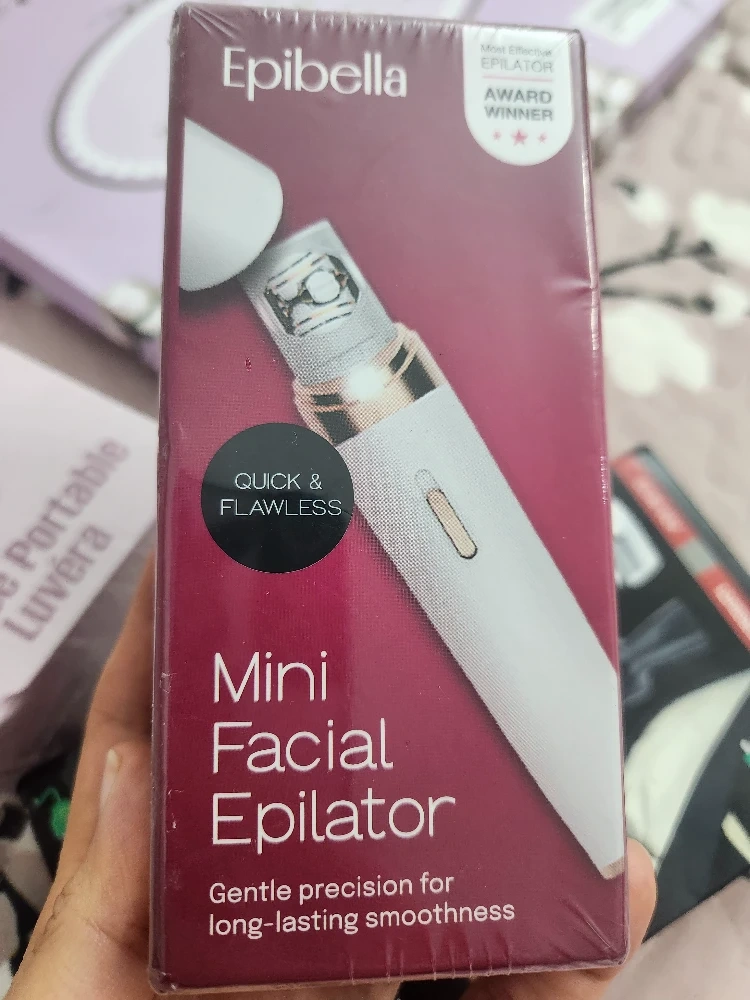 Epibella
Most Effective
EPILATOR
AWARD
WINNER
QUICK &
FLAWLESS
Mini
Facial
Epilator
Gentle precision for
long-lasting smoothness
Portable
Luvéra